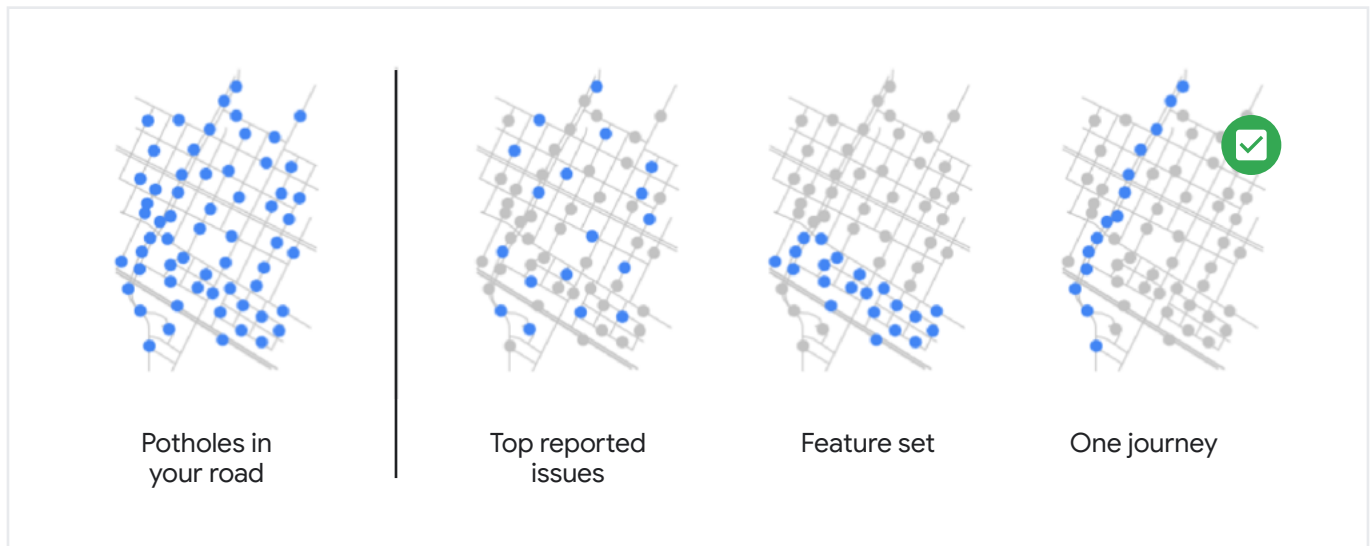 Potholes in
your road
Top reported
issues
Feature set
One journey